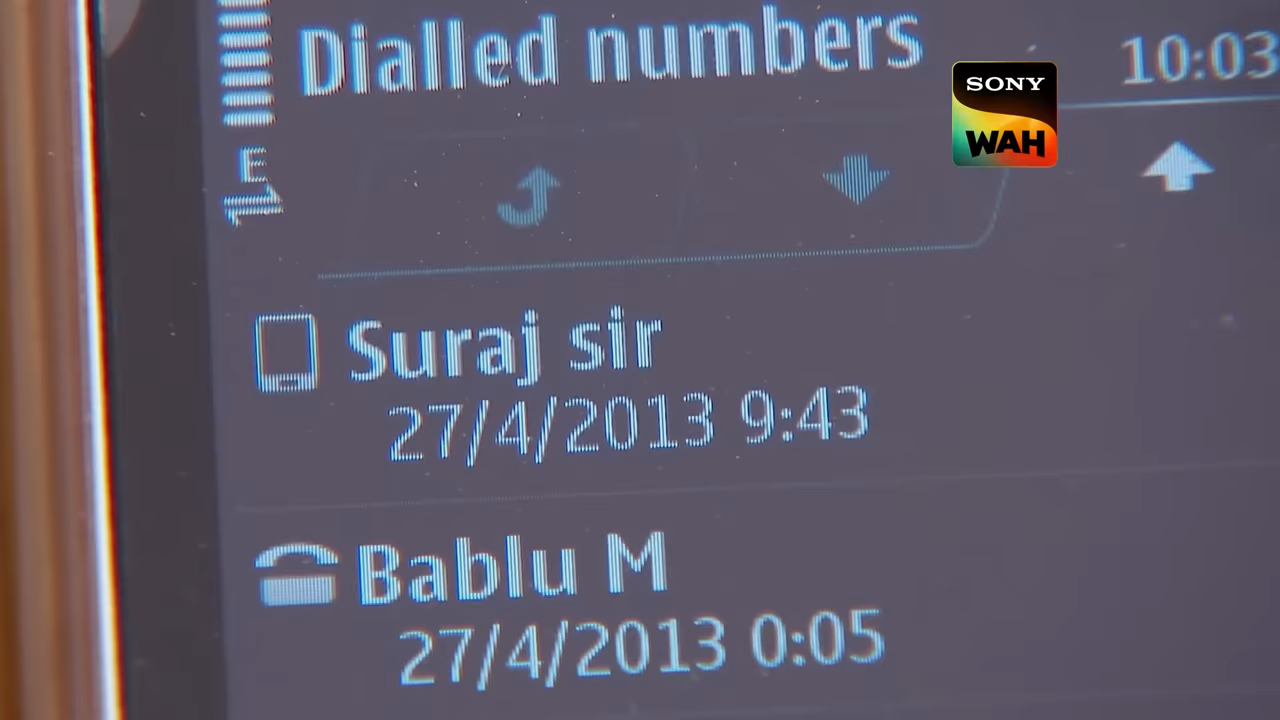 Dialled numbers
10:03
SONY
WAH
Suraj sir
27/4/2013 9:43
Bablu M
27/4/2013 0:05